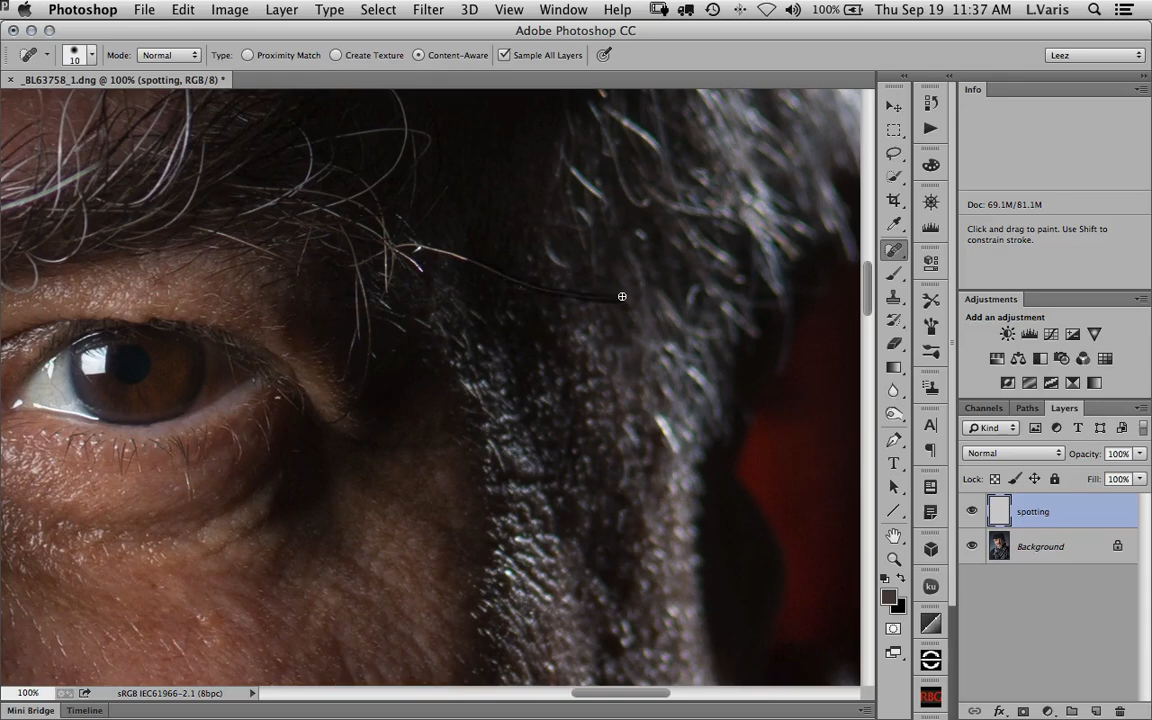 Photoshop File Edit Image Layer Type Select Filter 3D View Window Help 100% Thu Sep 19 11:37 AM L.Varis
Adobe Photoshop CC
10 Mode: Normal Type: Proximity Match Create Texture Content-Aware Sample All Layers Leez
_BL63758_1.dng @ 100% (spotting, RGB/8) *
Info
Doc: 69.1M/81.1M
Click and drag to paint. Use Shift to
constrain stroke.
Adjustments
Add an adjustment
Channels Paths Layers
Kind
Normal Opacity: 100%
Lock: Fill: 100%
spotting
Background
ku
RBG
100% sRGB IEC61966-2.1 (8bpc)
Mini Bridge Timeline